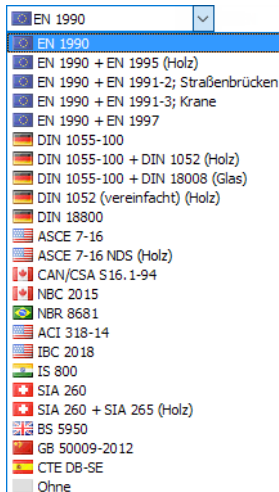 EN 1990
EN 1990
EN 1990 + EN 1995 (Holz)
EN 1990 + EN 1991-2; Straßenbrücken
EN 1990 + EN 1991-3; Krane
EN 1990 + EN 1997
DIN 1055-100
DIN 1055-100 + DIN 1052 (Holz)
DIN 1055-100 + DIN 18008 (Glas)
DIN 1052 (vereinfacht) (Holz)
DIN 18800
ASCE 7-16
ASCE 7-16 NDS (Holz)
CAN/CSA S16.1-94
NBC 2015
NBR 8681
ACI 318-14
IBC 2018
IS 800
SIA 260
SIA 260 + SIA 265 (Holz)
BS 5950
GB 50009-2012
CTE DB-SE
Ohne